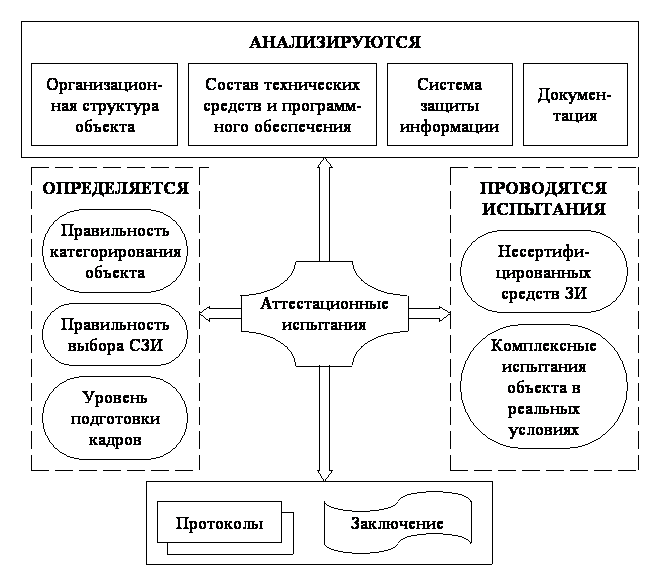 АНАЛИЗИРУЮТСЯ
Организацион-
ная структура
объекта
Состав технических
средств и программ-
ного обеспечения
Система
защиты
информации
Докумен-
тация
ОПРЕДЕЛЯЕТСЯ
Правильность
категорирования
объекта
Правильность
выбора СЗИ
Уровень
подготовки
кадров
Аттестационные
испытания
ПРОВОДЯТСЯ
ИСПЫТАНИЯ
Несертифи-
цированных
средств ЗИ
Комплексные
испытания
объекта в
реальных
условиях
Протоколы
Заключение